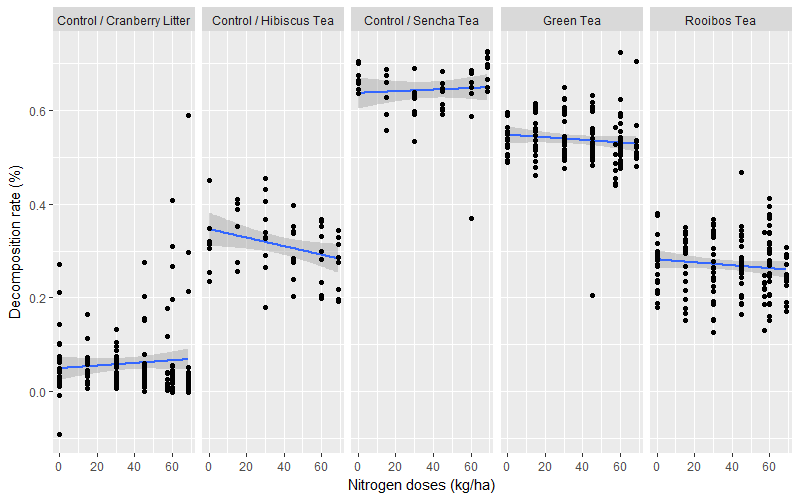 Control / Cranberry Litter Control / Hibiscus Tea Control / Sencha Tea Green Tea Rooibos Tea
0.6
0.4
0.2
0.0
Decomposition rate (%)
0 20 40 60 0 20 40 60 0 20 40 60 0 20 40 60 0 20 40 60
Nitrogen doses (kg/ha)